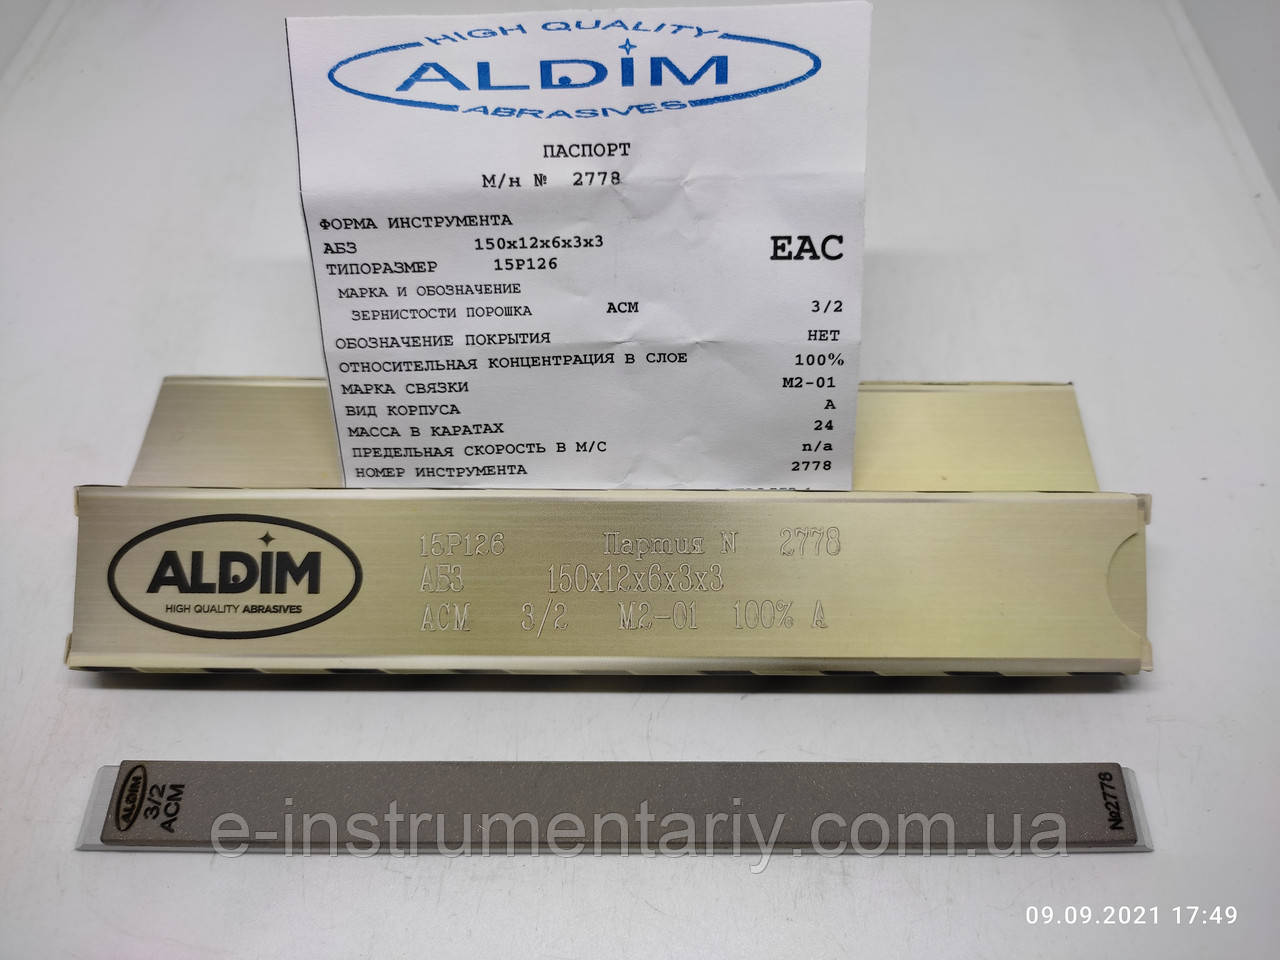 HIGH QUALITY
ALDIM
ABRASIVES
ПАСПОРТ
М/н № 2778
ФОРМА ИНСТРУМЕНТА
АБЗ 150x12x6x3x3
ТИПОРАЗМЕР 15Р126
EAC
МАРКА И ОБОЗНАЧЕНИЕ
ЗЕРНИСТОСТИ ПОРОШКА АСМ 3/2
ОБОЗНАЧЕНИЕ ПОКРЫТИЯ НЕТ
ОТНОСИТЕЛЬНАЯ КОНЦЕНТРАЦИЯ В СЛОЕ 100%
МАРКА СВЯЗКИ М2-01
ВИД КОРПУСА А
МАССА В КАРАТАХ 24
ПРЕДЕЛЬНАЯ СКОРОСТЬ В М/С n/a
НОМЕР ИНСТРУМЕНТА 2778
ALDIM
HIGH QUALITY ABRASIVES
15Р126 Партия N 2778
АБЗ 150x12x6x3x3
АСМ 3/2 М2-01 100% А
ALDIM
3/2
АСМ
№2778
e-instrumentariy.com.ua
09.09.2021 17:49